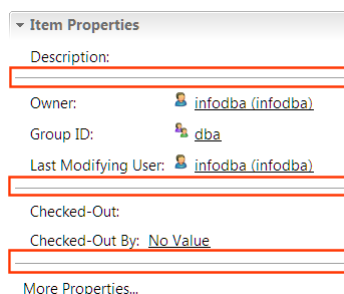 Item Properties
Description:
Owner: infodba (infodba)
Group ID: dba
Last Modifying User: infodba (infodba)
Checked-Out:
Checked-Out By: No Value
More Properties...